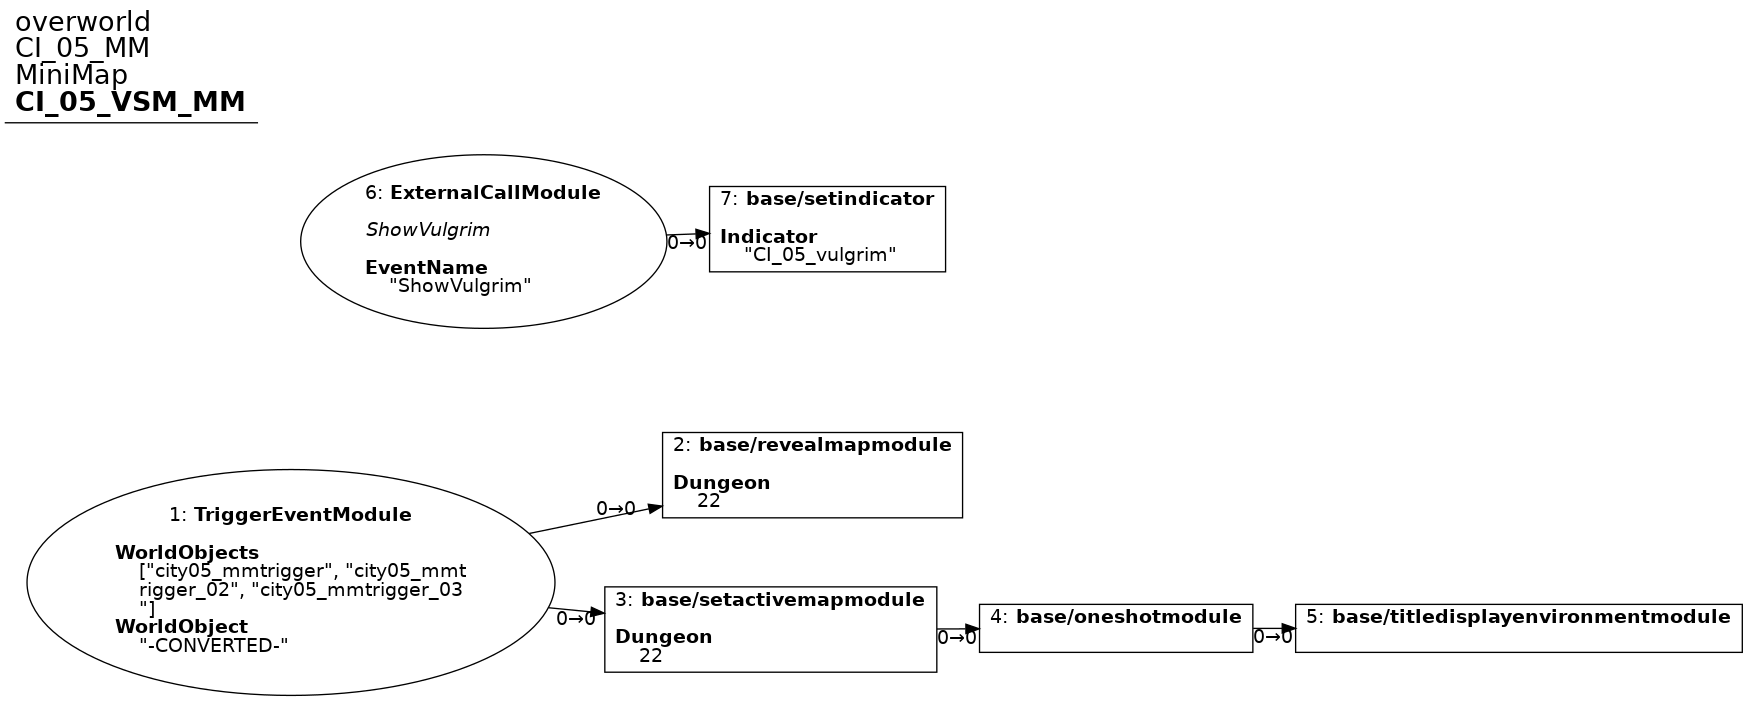 overworld
CI_05_MM
MiniMap
CI_05_VSM_MM
6: ExternalCallModule
ShowVulgrim
EventName
"ShowVulgrim"
0→0
7: base/setindicator
Indicator
"CI_05_vulgrim"
1: TriggerEventModule
WorldObjects
["city05_mmtrigger", "city05_mmt
rigger_02", "city05_mmtrigger_03
"]
WorldObject
"-CONVERTED-"
0→0
2: base/revealmapmodule
Dungeon
22
0→0
3: base/setactivemapmodule
Dungeon
22
0→0
4: base/oneshotmodule
0→0
5: base/titledisplayenvironmentmodule